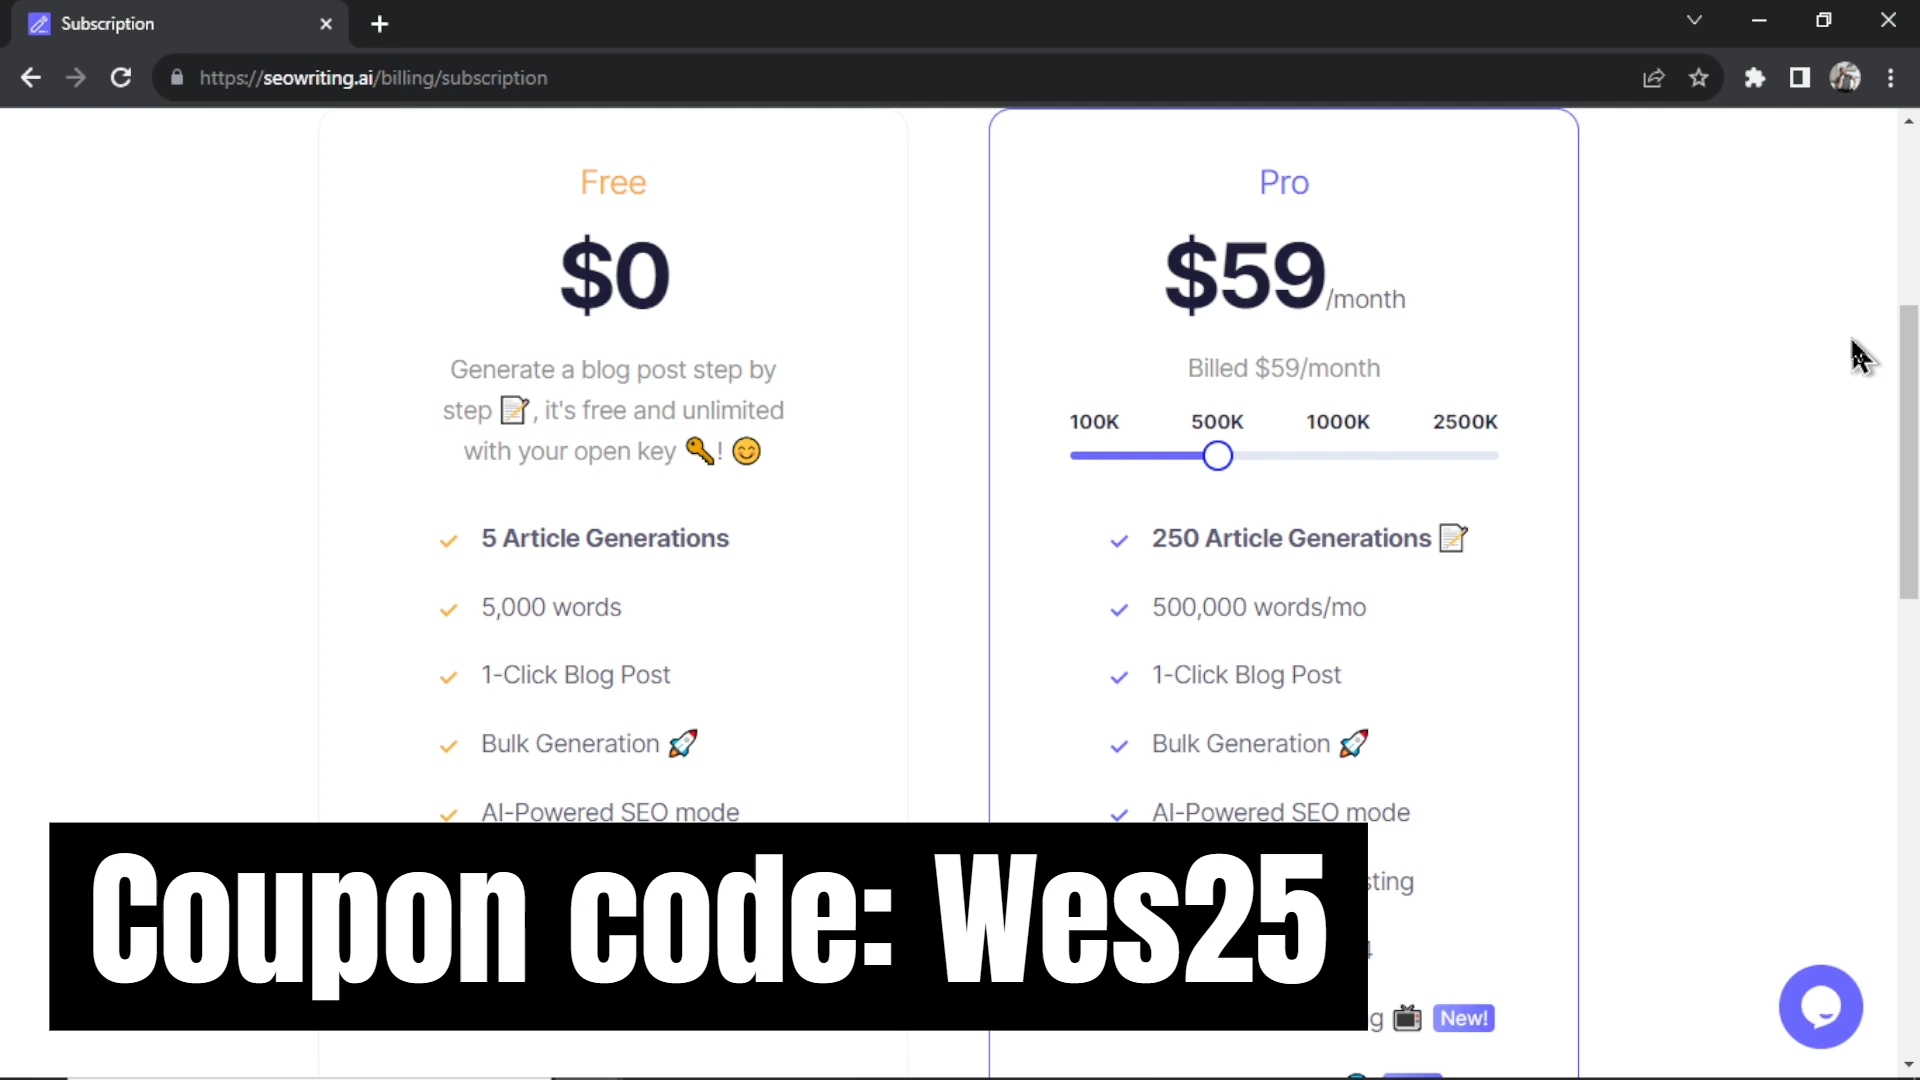 Subscription
https://seowriting.ai/billing/subscription
Free
$0
Generate a blog post step by
step 📝, it's free and unlimited
with your open key 🔑! 😊
5 Article Generations
5,000 words
1-Click Blog Post
Bulk Generation 🚀
AI-Powered SEO mode
Pro
$59/month
Billed $59/month
100K 500K 1000K 2500K
250 Article Generations 📝
500,000 words/mo
1-Click Blog Post
Bulk Generation 🚀
AI-Powered SEO mode
New!
Coupon code: Wes25